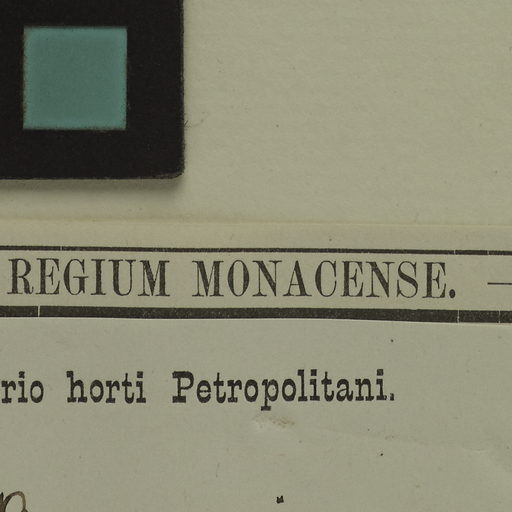 REGIUM MONACENSE. —
rio horti Petropolitani.